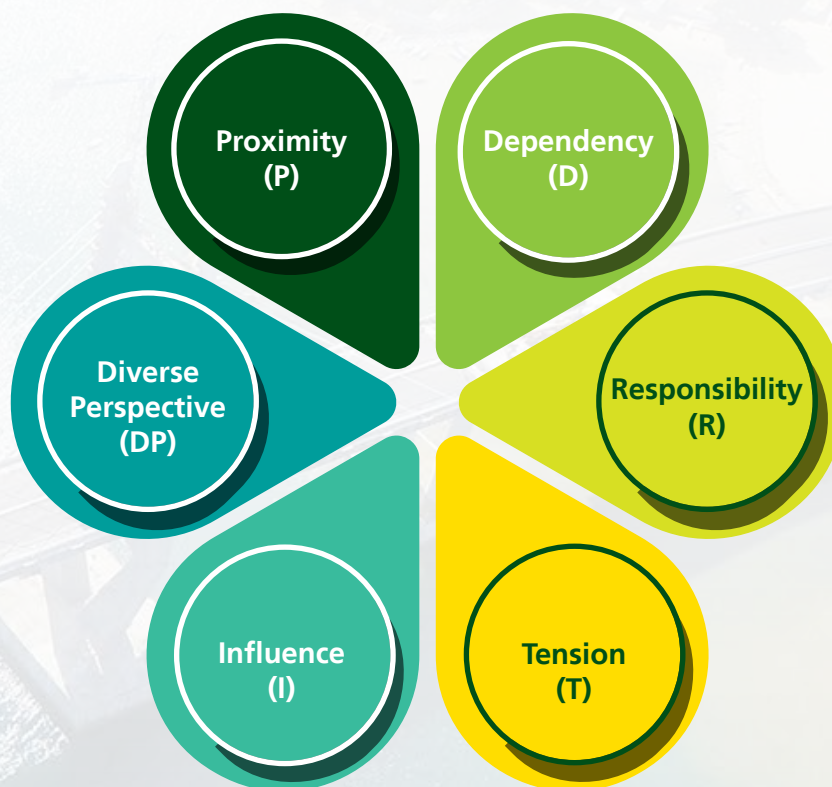 Proximity
(P)
Dependency
(D)
Diverse
Perspective
(DP)
Responsibility
(R)
Influence
(I)
Tension
(T)